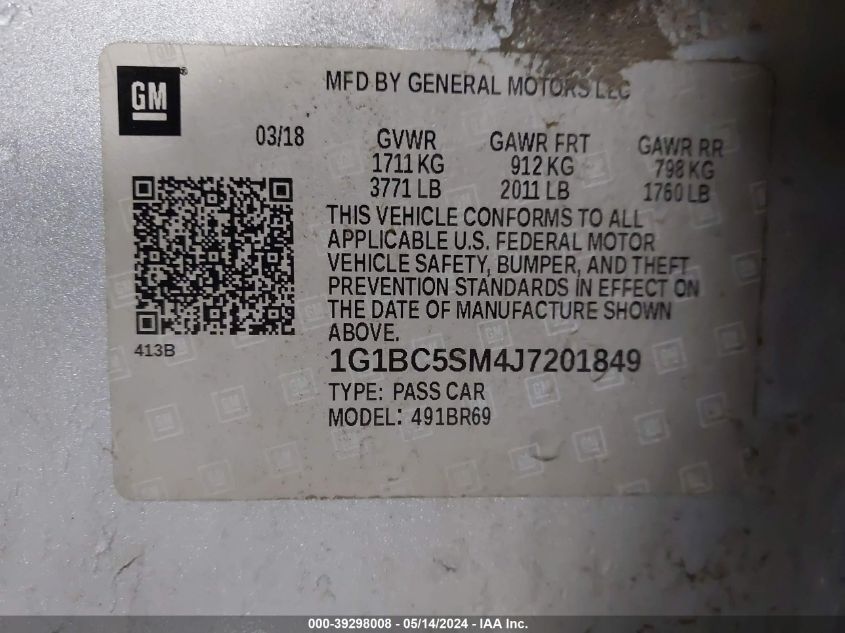 GM
MFD BY GENERAL MOTORS LLC
03/18
GVWR GAWR FRT GAWR RR
1711 KG 912 KG 798 KG
3771 LB 2011 LB 1760 LB
THIS VEHICLE CONFORMS TO ALL
APPLICABLE U.S. FEDERAL MOTOR
VEHICLE SAFETY, BUMPER, AND THEFT
PREVENTION STANDARDS IN EFFECT ON
THE DATE OF MANUFACTURE SHOWN
ABOVE.
413B
1G1BC5SM4J7201849
TYPE: PASS CAR
MODEL: 491BR69
000-39298008 - 05/14/2024 - IAA Inc.